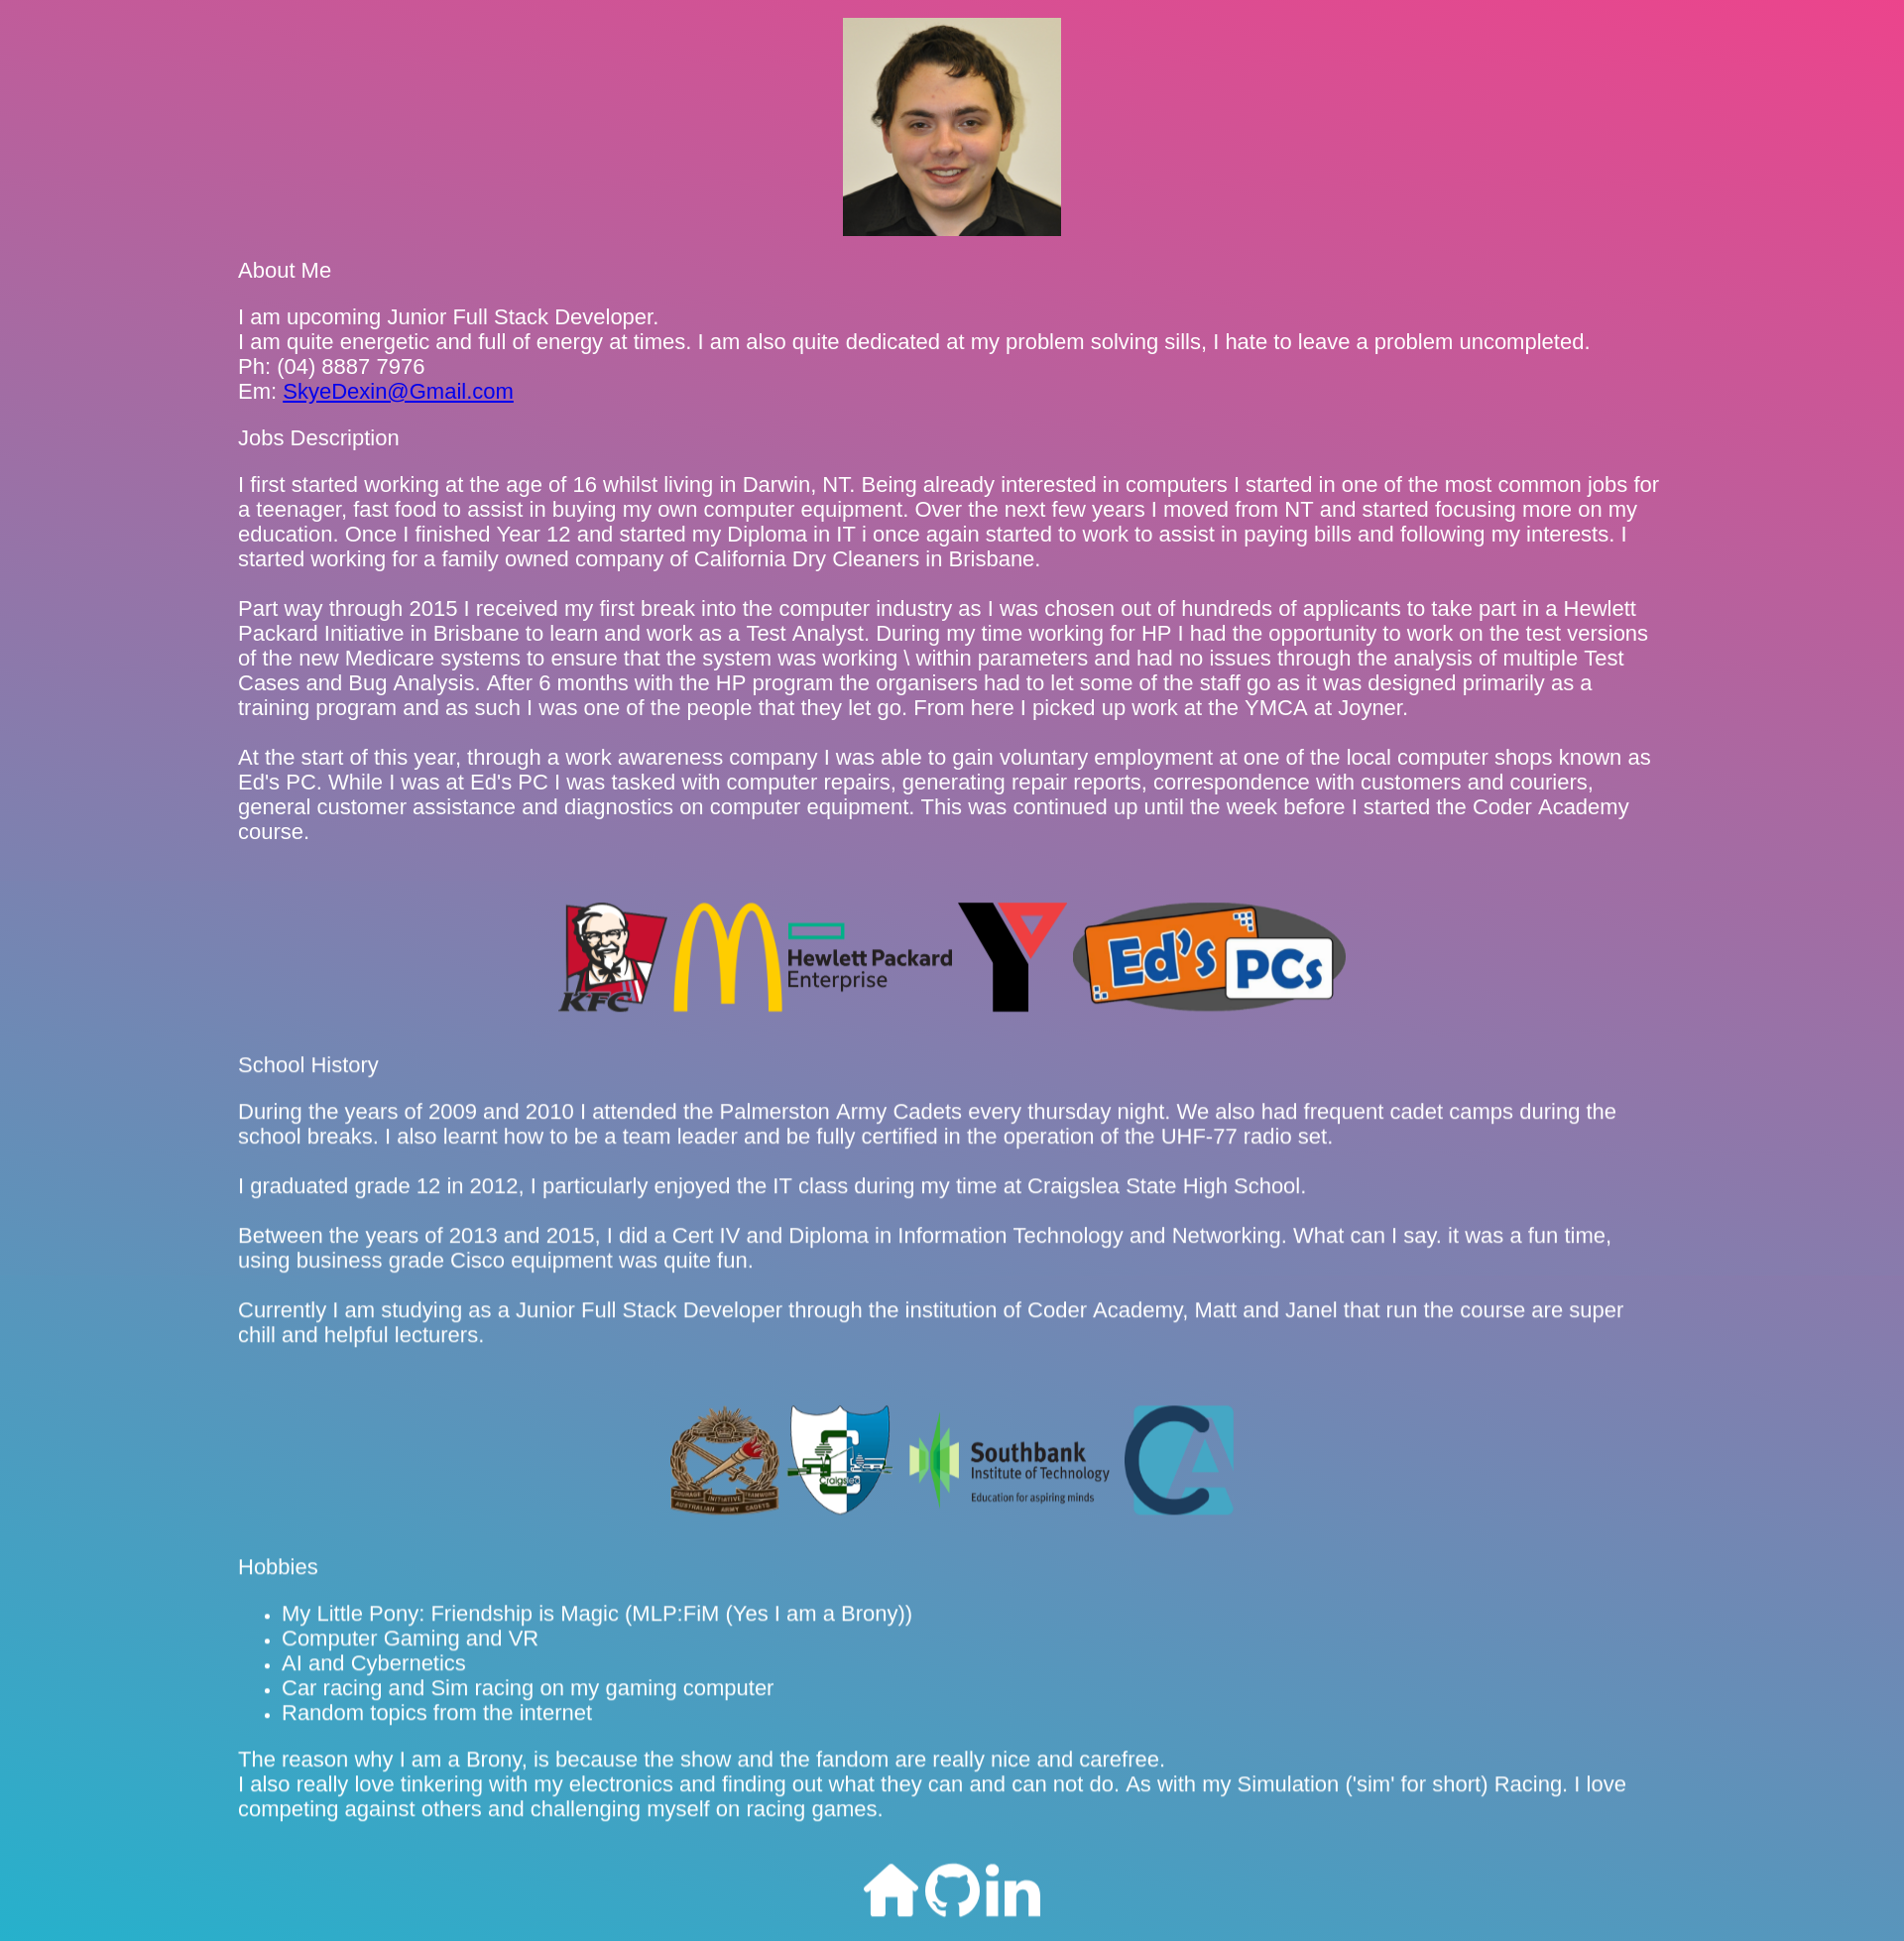 About Me
I am upcoming Junior Full Stack Developer.
I am quite energetic and full of energy at times. I am also quite dedicated at my problem solving sills, I hate to leave a problem uncompleted.
Ph: (04) 8887 7976
Em: SkyeDexin@Gmail.com
Jobs Description
I first started working at the age of 16 whilst living in Darwin, NT. Being already interested in computers I started in one of the most common jobs for
a teenager, fast food to assist in buying my own computer equipment. Over the next few years I moved from NT and started focusing more on my
education. Once I finished Year 12 and started my Diploma in IT i once again started to work to assist in paying bills and following my interests. I
started working for a family owned company of California Dry Cleaners in Brisbane.
Part way through 2015 I received my first break into the computer industry as I was chosen out of hundreds of applicants to take part in a Hewlett
Packard Initiative in Brisbane to learn and work as a Test Analyst. During my time working for HP I had the opportunity to work on the test versions
of the new Medicare systems to ensure that the system was working \ within parameters and had no issues through the analysis of multiple Test
Cases and Bug Analysis. After 6 months with the HP program the organisers had to let some of the staff go as it was designed primarily as a
training program and as such I was one of the people that they let go. From here I picked up work at the YMCA at Joyner.
At the start of this year, through a work awareness company I was able to gain voluntary employment at one of the local computer shops known as
Ed's PC. While I was at Ed's PC I was tasked with computer repairs, generating repair reports, correspondence with customers and couriers,
general customer assistance and diagnostics on computer equipment. This was continued up until the week before I started the Coder Academy
course.
KFC
Hewlett Packard
Enterprise
Ed's
PCs
School History
During the years of 2009 and 2010 I attended the Palmerston Army Cadets every thursday night. We also had frequent cadet camps during the
school breaks. I also learnt how to be a team leader and be fully certified in the operation of the UHF-77 radio set.
I graduated grade 12 in 2012, I particularly enjoyed the IT class during my time at Craigslea State High School.
Between the years of 2013 and 2015, I did a Cert IV and Diploma in Information Technology and Networking. What can I say. it was a fun time,
using business grade Cisco equipment was quite fun.
Currently I am studying as a Junior Full Stack Developer through the institution of Coder Academy, Matt and Janel that run the course are super
chill and helpful lecturers.
COURAGE INITIATIVE TEAMWORK
AUSTRALIAN ARMY CADETS
Craigslea
Southbank
Institute of Technology
Education for aspiring minds
CA
Hobbies
• My Little Pony: Friendship is Magic (MLP:FiM (Yes I am a Brony))
• Computer Gaming and VR
• AI and Cybernetics
• Car racing and Sim racing on my gaming computer
• Random topics from the internet
The reason why I am a Brony, is because the show and the fandom are really nice and carefree.
I also really love tinkering with my electronics and finding out what they can and can not do. As with my Simulation ('sim' for short) Racing. I love
competing against others and challenging myself on racing games.
in